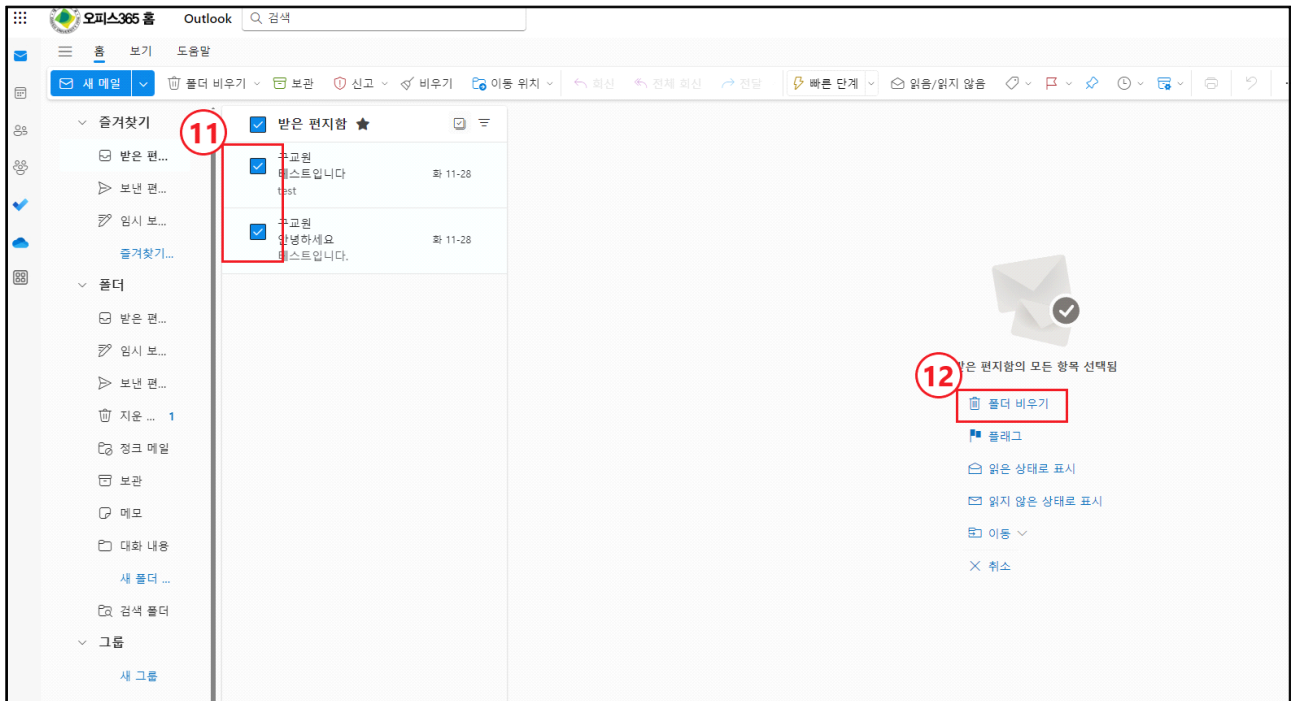 오피스365 홈 Outlook 검색
홈 보기 도움말
새 메일 폴더 비우기 보관 신고 비우기 이동 위치 회신 전체 회신 전달 빠른 단계 읽음/읽지 않음
즐겨찾기
받은 편...
보낸 편...
임시 보...
즐겨찾기...
폴더
받은 편...
임시 보...
보낸 편...
지운 ... 1
정크 메일
보관
메모
대화 내용
새 폴더 ...
검색 폴더
그룹
새 그룹
11
받은 편지함
구교원
테스트입니다 화 11-28
test
구교원
안녕하세요 화 11-28
테스트입니다.
받은 편지함의 모든 항목 선택됨
12
폴더 비우기
플래그
읽은 상태로 표시
읽지 않은 상태로 표시
이동
취소